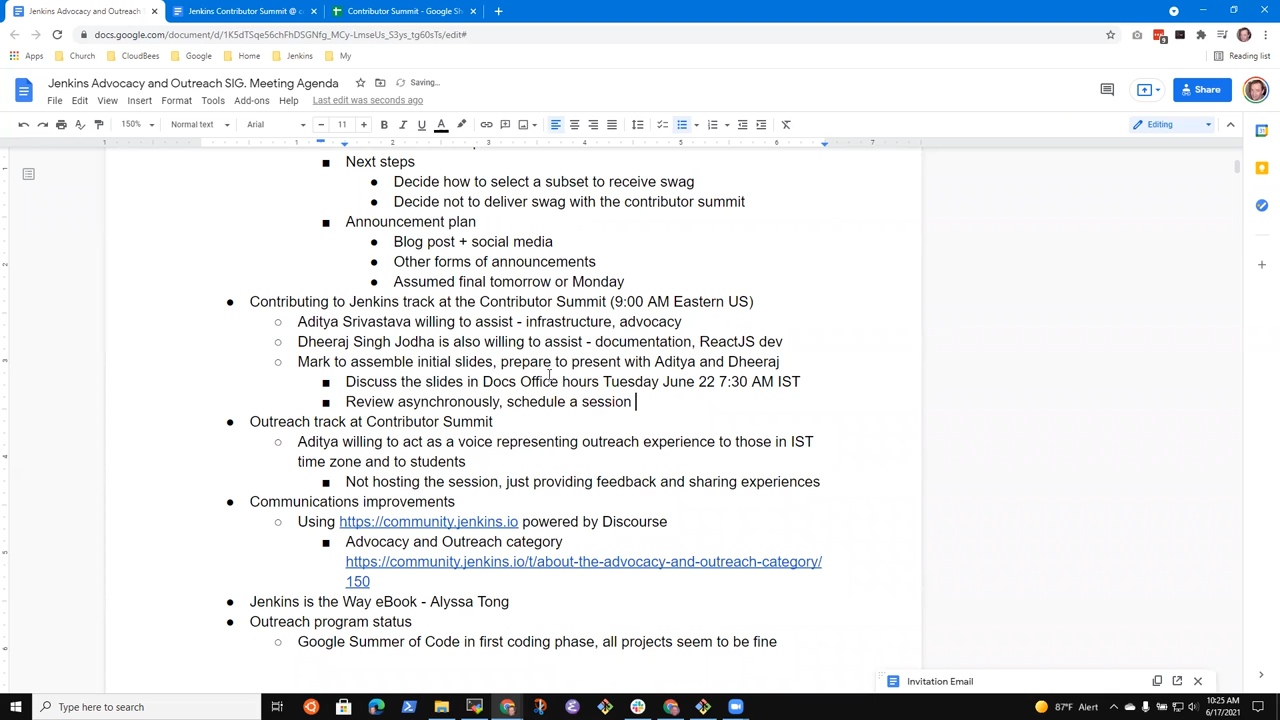 Jenkins Advocacy and Outreach
Jenkins Contributor Summit @
Contributor Summit - Google Sh
docs.google.com/document/d/1K5dTSqe56chFhDSGNfg_MCy-LmseUs_S3ys_tg60sTs/edit#
9
Apps
Church
CloudBees
Google
Home
Jenkins
My
Reading list
Jenkins Advocacy and Outreach SIG. Meeting Agenda
Saving...
File Edit View Insert Format Tools Add-ons Help Last edit was seconds ago
Share
150% Normal text Arial 11 B I U A Editing
1 1 2 3 4 5 6 7
■ Next steps
● Decide how to select a subset to receive swag
● Decide not to deliver swag with the contributor summit
■ Announcement plan
● Blog post + social media
● Other forms of announcements
● Assumed final tomorrow or Monday
● Contributing to Jenkins track at the Contributor Summit (9:00 AM Eastern US)
○ Aditya Srivastava willing to assist - infrastructure, advocacy
○ Dheeraj Singh Jodha is also willing to assist - documentation, ReactJS dev
○ Mark to assemble initial slides, prepare to present with Aditya and Dheeraj
■ Discuss the slides in Docs Office hours Tuesday June 22 7:30 AM IST
■ Review asynchronously, schedule a session
● Outreach track at Contributor Summit
○ Aditya willing to act as a voice representing outreach experience to those in IST
time zone and to students
■ Not hosting the session, just providing feedback and sharing experiences
● Communications improvements
○ Using https://community.jenkins.io powered by Discourse
■ Advocacy and Outreach category
https://community.jenkins.io/t/about-the-advocacy-and-outreach-category/
150
● Jenkins is the Way eBook - Alyssa Tong
● Outreach program status
○ Google Summer of Code in first coding phase, all projects seem to be fine
Invitation Email
Type here to search
87°F Alert
10:25 AM
6/17/2021